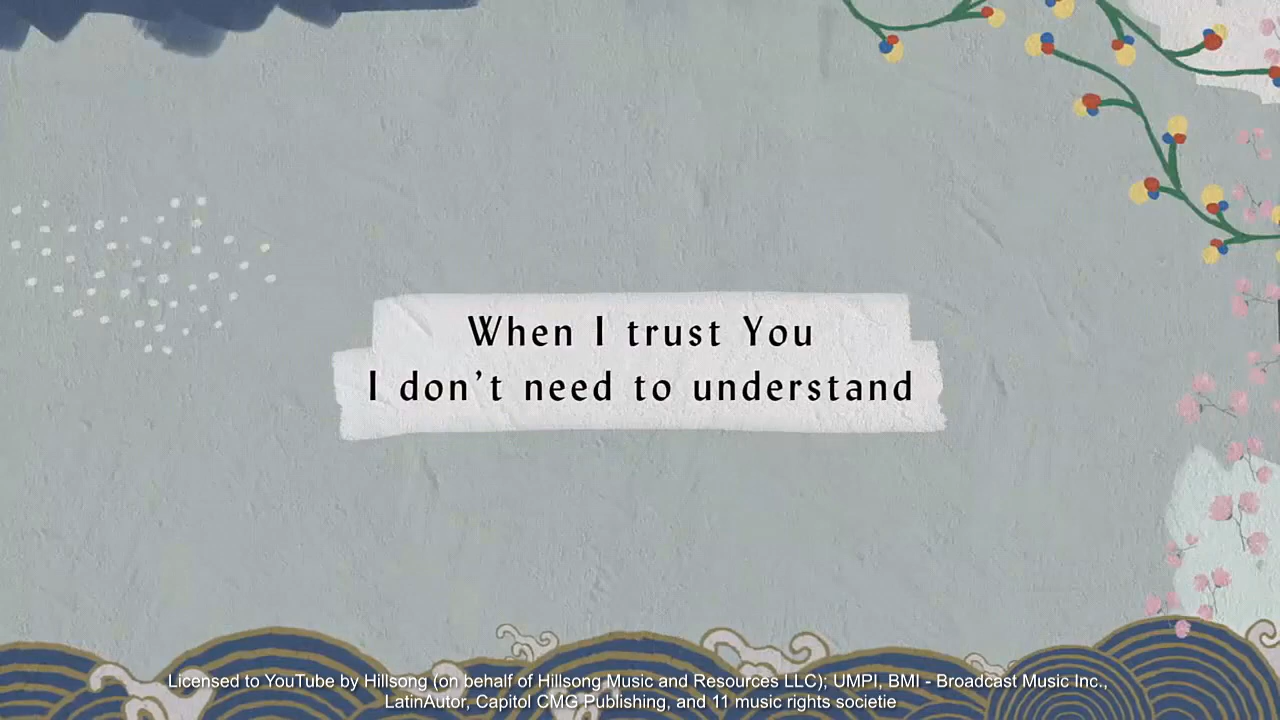 When I trust You
I don't need to understand
Licensed to YouTube by Hillsong (on behalf of Hillsong Music and Resources LLC); UMPI, BMI - Broadcast Music Inc.,
LatinAutor, Capitol CMG Publishing, and 11 music rights societie